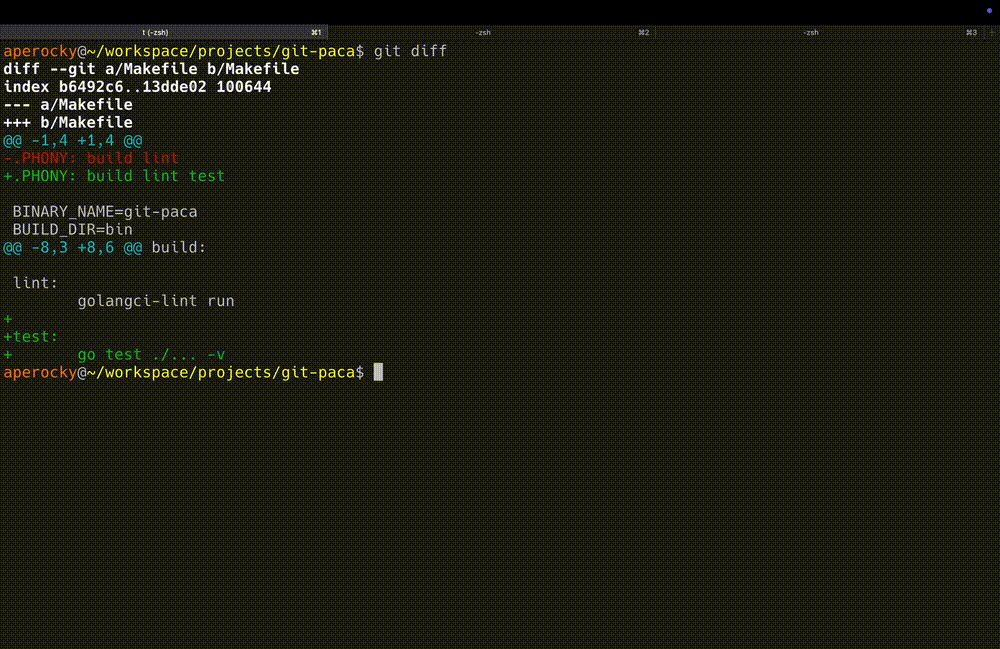 t (-zsh) ⌘1 -zsh ⌘2 -zsh ⌘3 +
aperocky@~/workspace/projects/git-paca$ git diff
diff --git a/Makefile b/Makefile
index b6492c6..13dde02 100644
--- a/Makefile
+++ b/Makefile
@@ -1,4 +1,4 @@
-.PHONY: build lint
+.PHONY: build lint test
 BINARY_NAME=git-paca
 BUILD_DIR=bin
@@ -8,3 +8,6 @@ build:
 lint:
        golangci-lint run
+
+test:
+       go test ./... -v
aperocky@~/workspace/projects/git-paca$